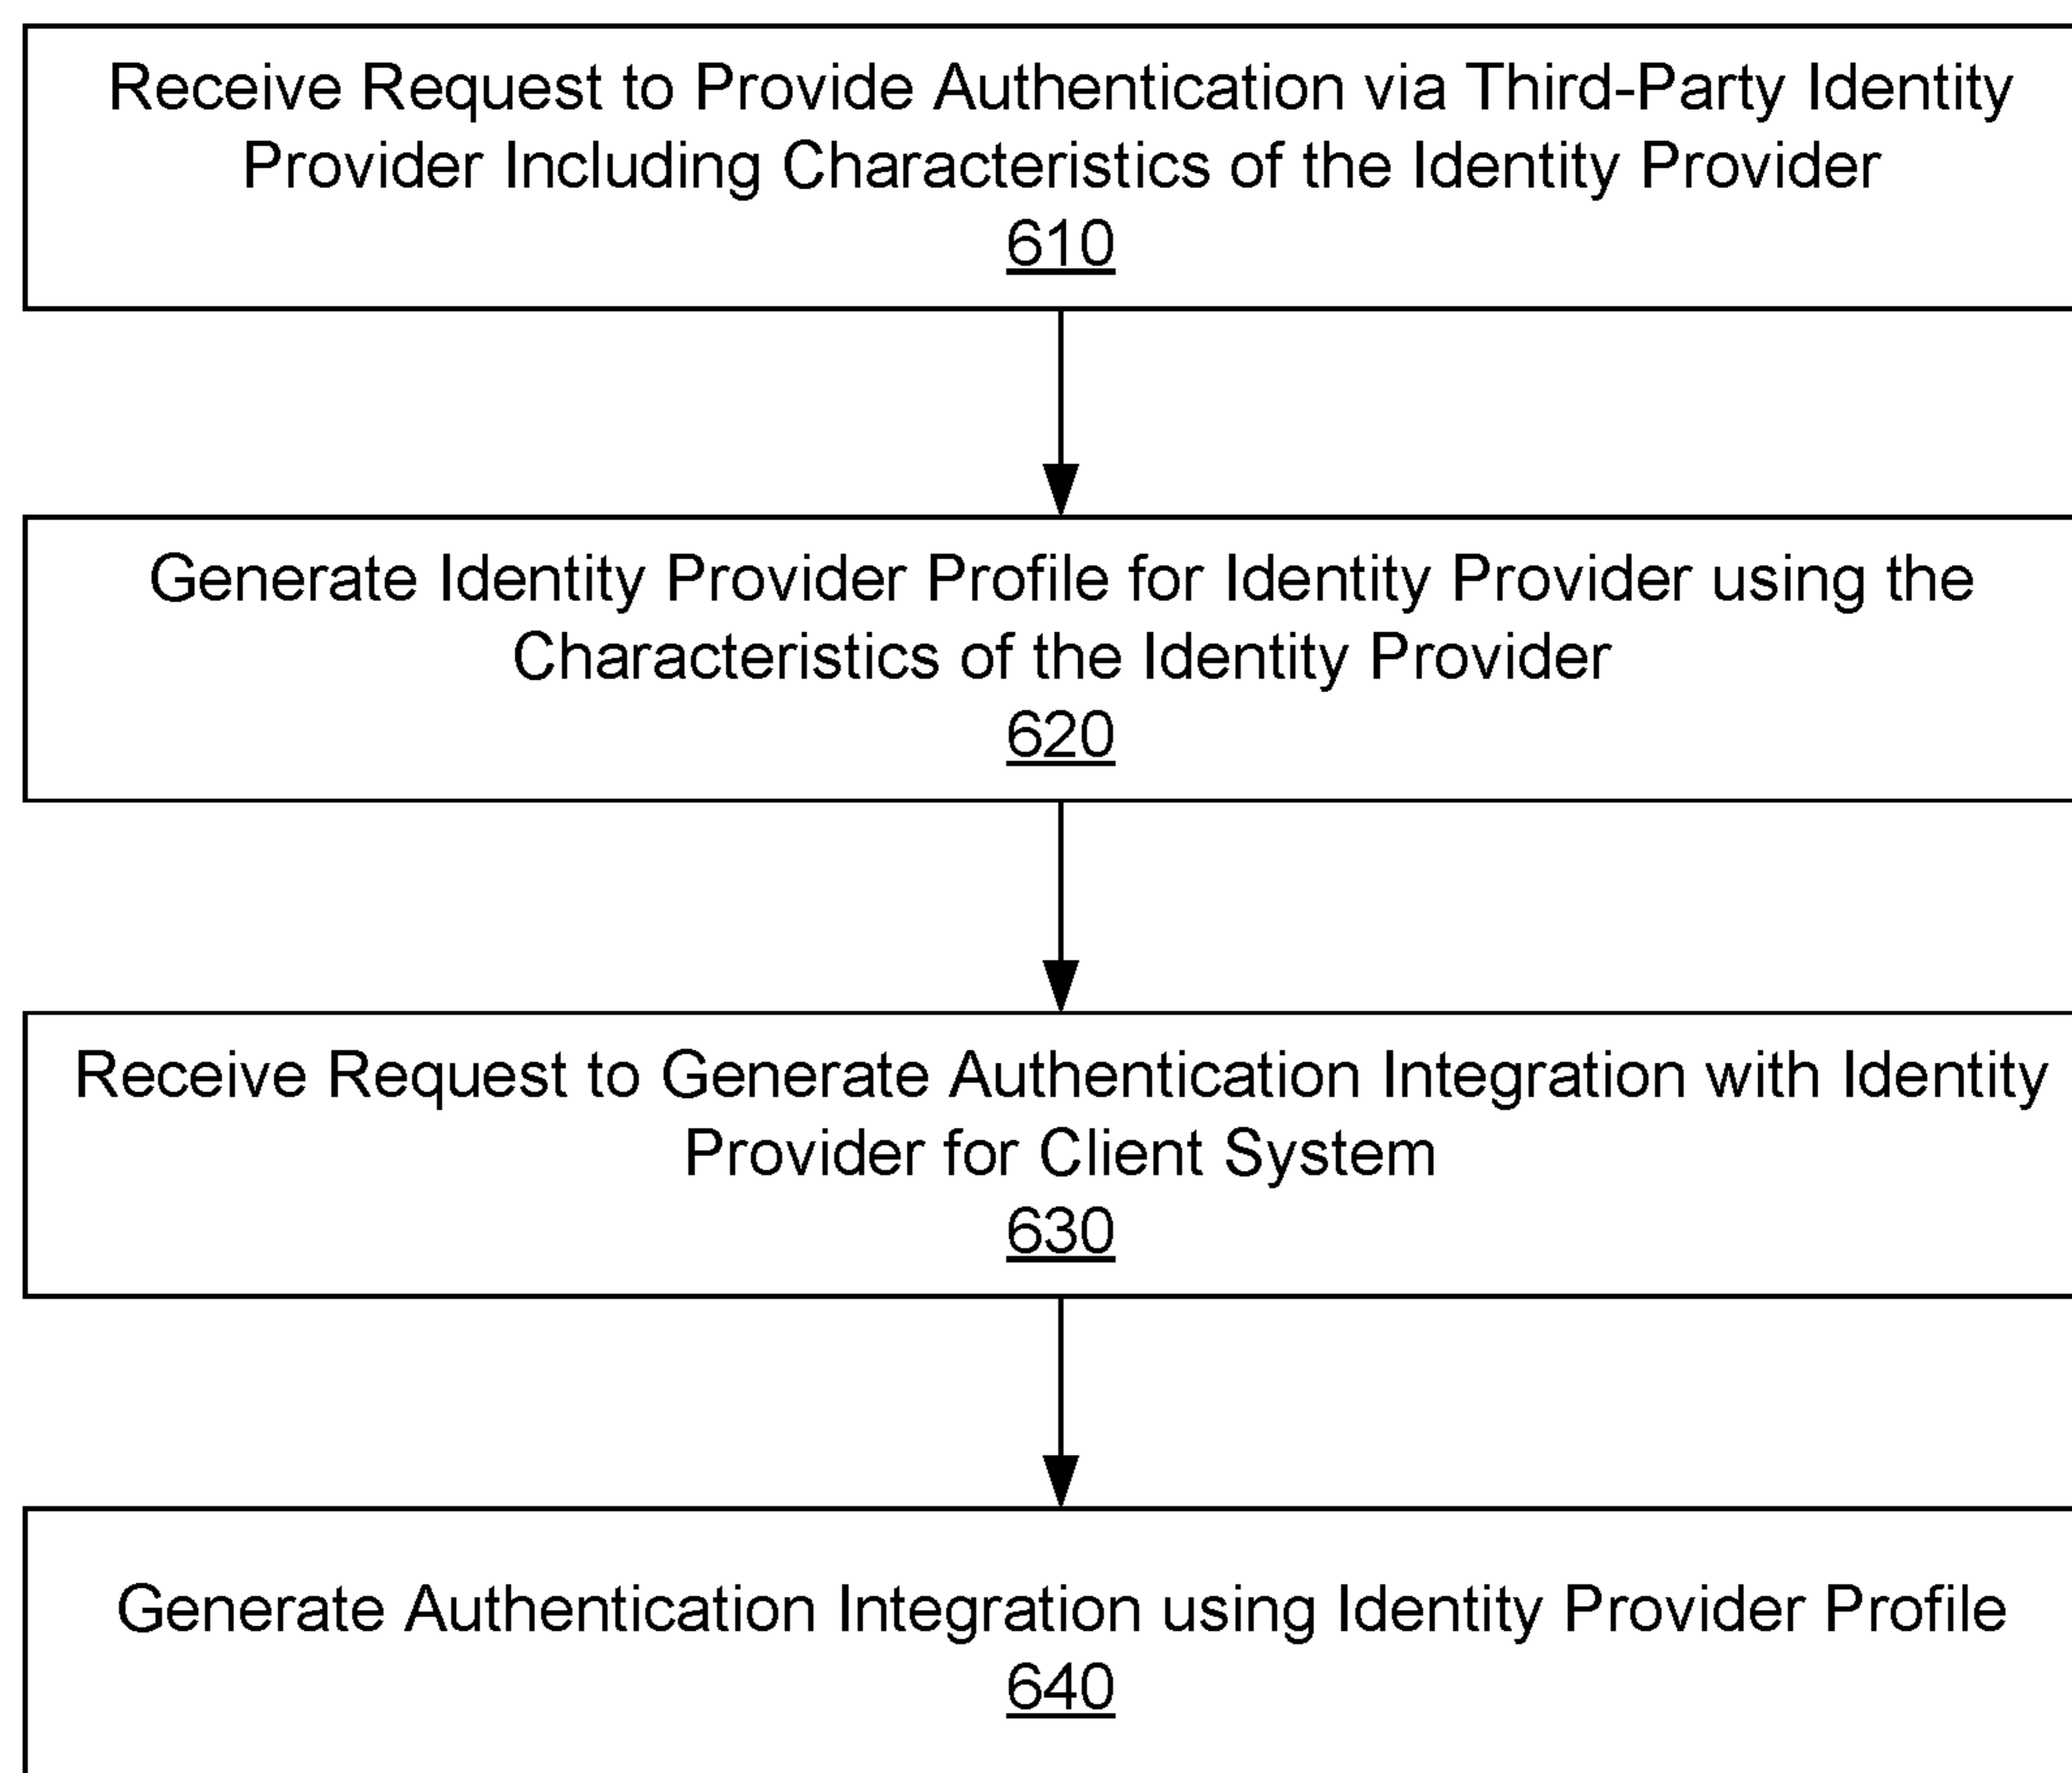 Receive Request to Provide Authentication via Third-Party Identity
Provider Including Characteristics of the Identity Provider
610
Generate Identity Provider Profile for Identity Provider using the
Characteristics of the Identity Provider
620
Receive Request to Generate Authentication Integration with Identity
Provider for Client System
630
Generate Authentication Integration using Identity Provider Profile
640